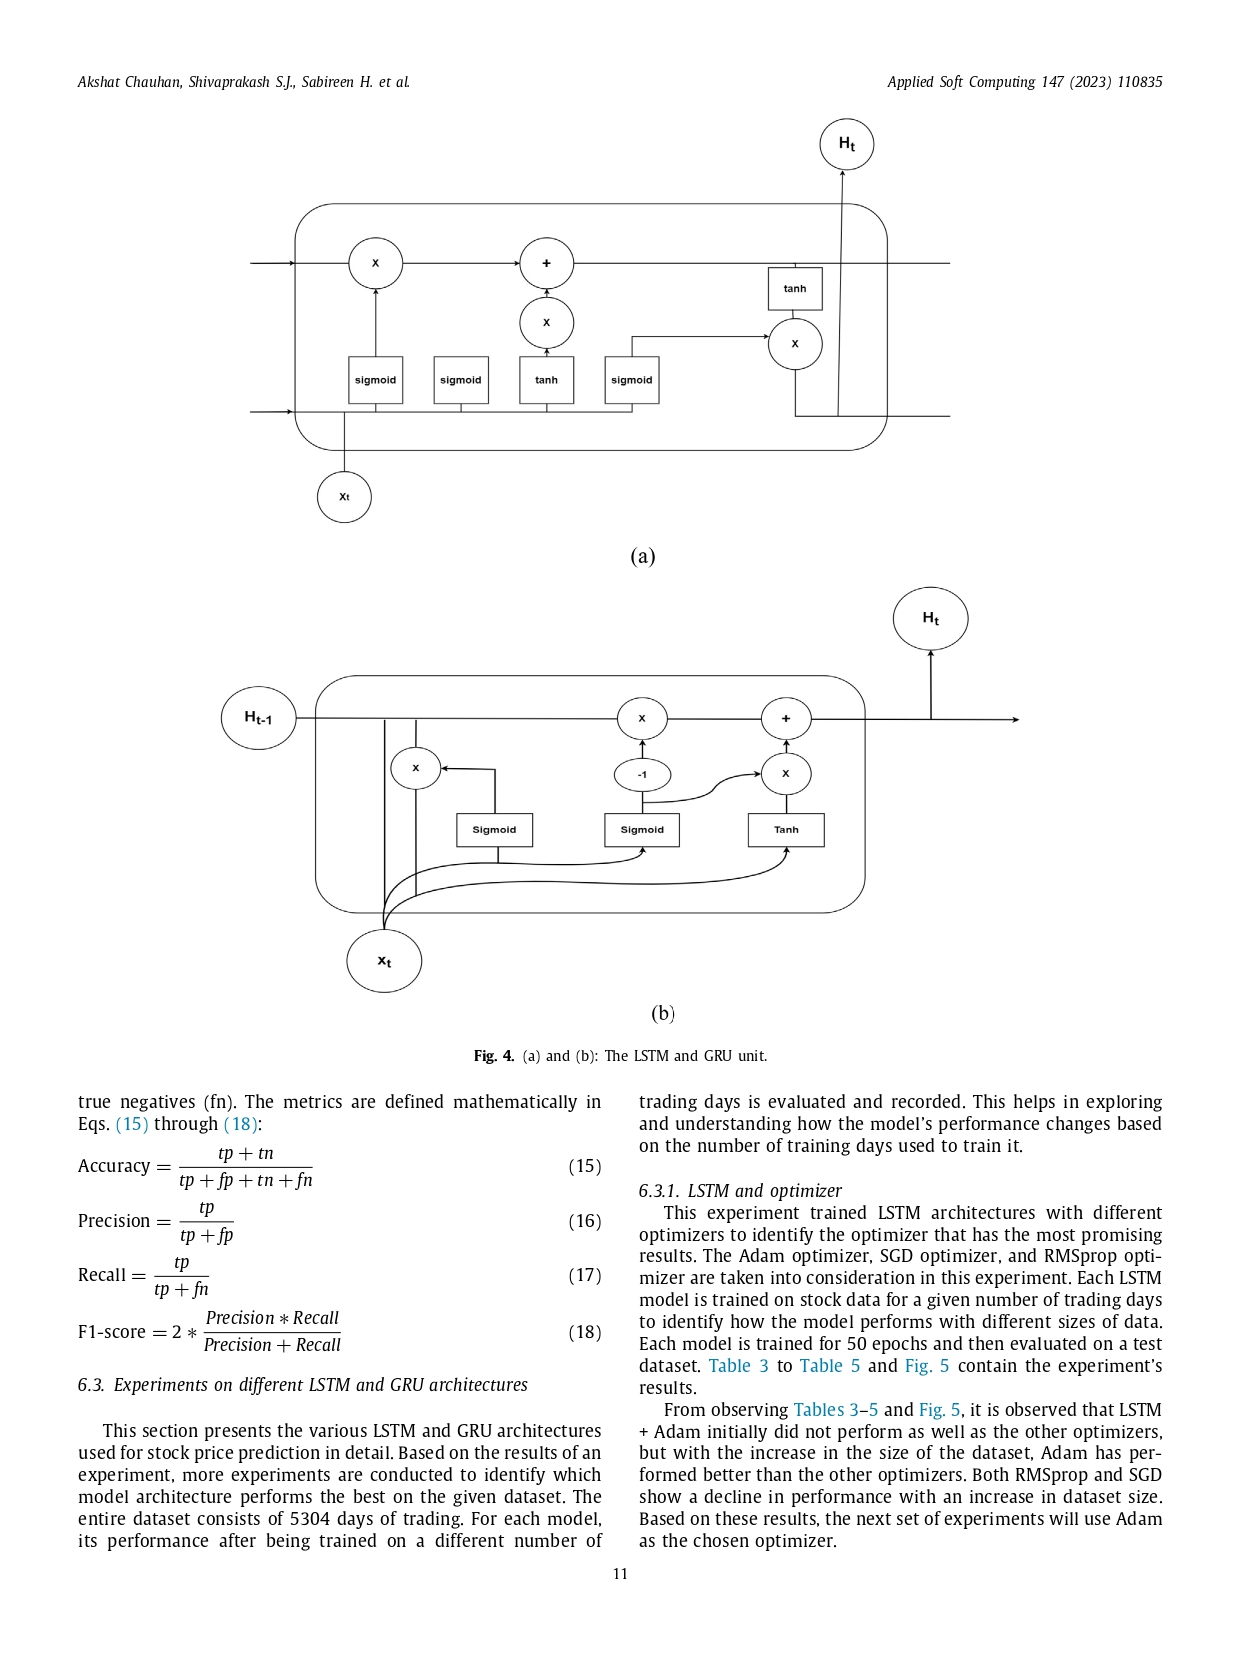 Akshat Chauhan, Shivaprakash S.J., Sabireen H. et al.
Applied Soft Computing 147 (2023) 110835
Ht
x
+
tanh
x
x
sigmoid
sigmoid
tanh
sigmoid
Xt
(a)
Ht
Ht-1
x
+
x
-1
x
Sigmoid
Sigmoid
Tanh
xt
(b)
Fig. 4. (a) and (b): The LSTM and GRU unit.
true negatives (fn). The metrics are defined mathematically in
Eqs. (15) through (18):
Accuracy = tp + tn / tp + fp + tn + fn (15)
Precision = tp / tp + fp (16)
Recall = tp / tp + fn (17)
F1-score = 2 ∗ Precision ∗ Recall / Precision + Recall (18)
6.3. Experiments on different LSTM and GRU architectures
This section presents the various LSTM and GRU architectures
used for stock price prediction in detail. Based on the results of an
experiment, more experiments are conducted to identify which
model architecture performs the best on the given dataset. The
entire dataset consists of 5304 days of trading. For each model,
its performance after being trained on a different number of
trading days is evaluated and recorded. This helps in exploring
and understanding how the model's performance changes based
on the number of training days used to train it.
6.3.1. LSTM and optimizer
This experiment trained LSTM architectures with different
optimizers to identify the optimizer that has the most promising
results. The Adam optimizer, SGD optimizer, and RMSprop opti-
mizer are taken into consideration in this experiment. Each LSTM
model is trained on stock data for a given number of trading days
to identify how the model performs with different sizes of data.
Each model is trained for 50 epochs and then evaluated on a test
dataset. Table 3 to Table 5 and Fig. 5 contain the experiment's
results.
From observing Tables 3–5 and Fig. 5, it is observed that LSTM
+ Adam initially did not perform as well as the other optimizers,
but with the increase in the size of the dataset, Adam has per-
formed better than the other optimizers. Both RMSprop and SGD
show a decline in performance with an increase in dataset size.
Based on these results, the next set of experiments will use Adam
as the chosen optimizer.
11